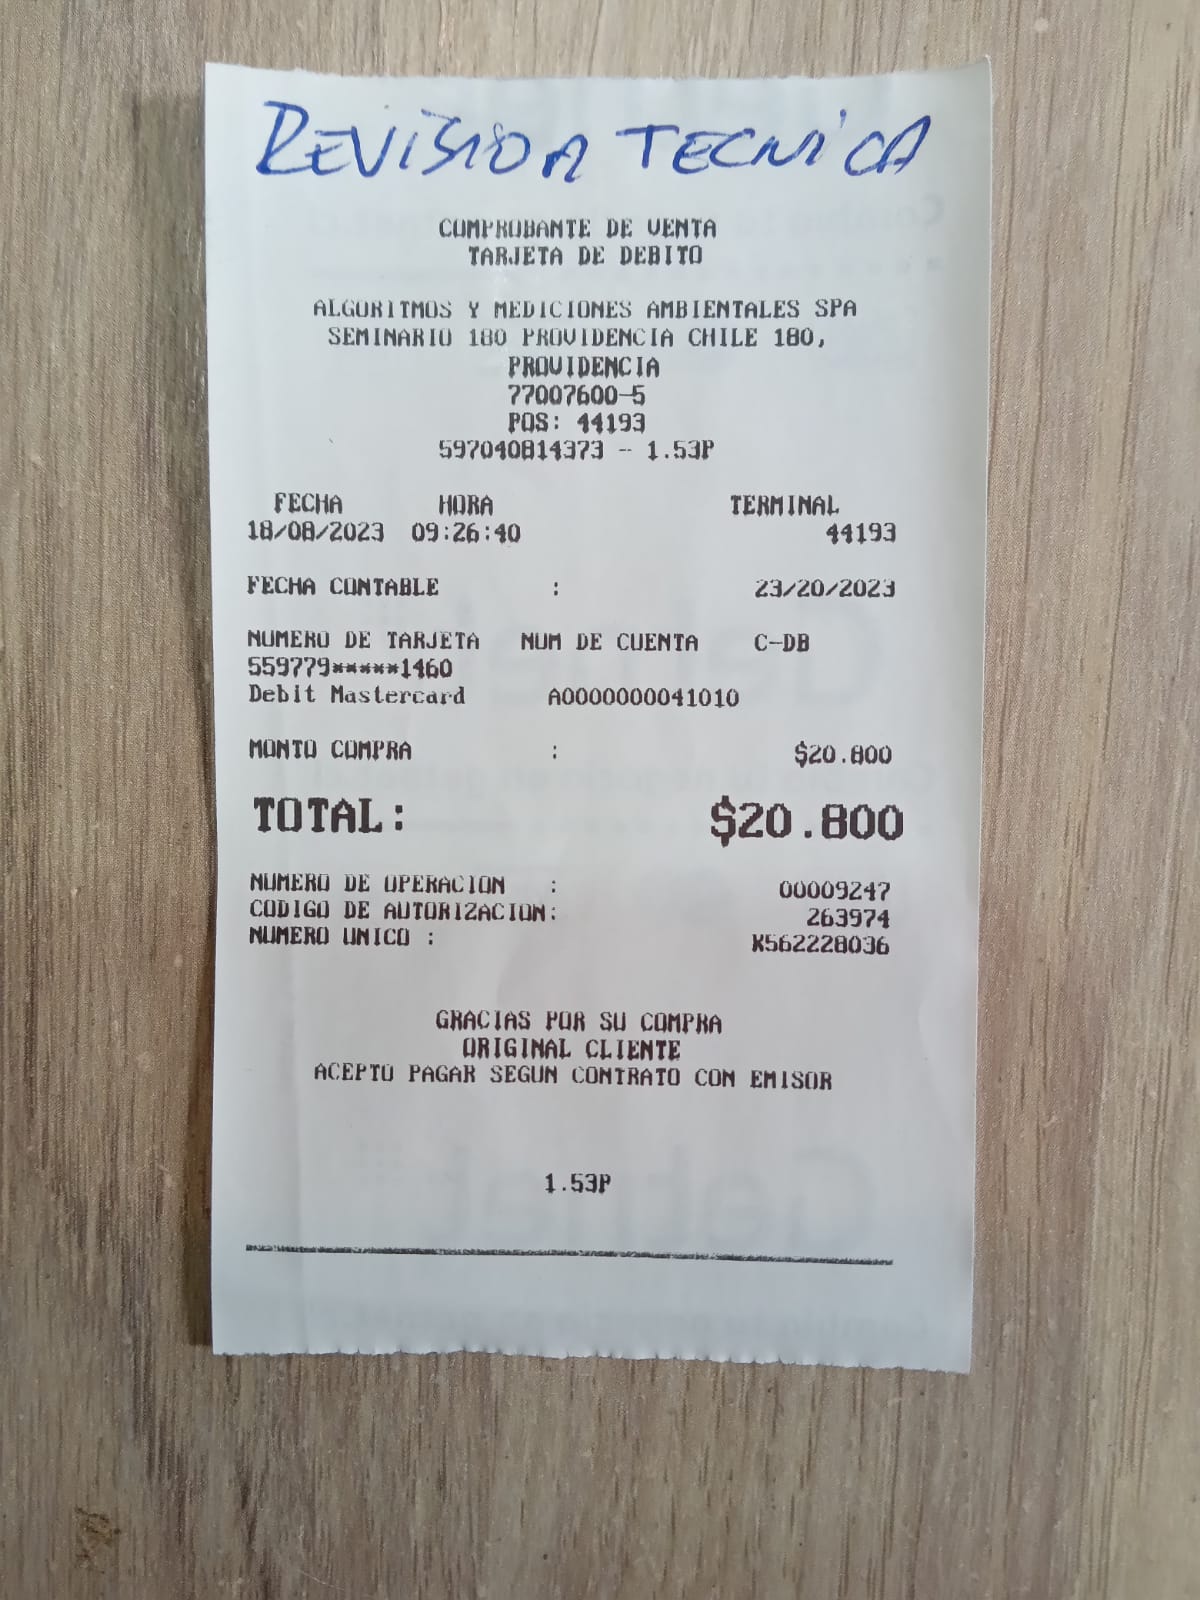 REVISION TECNICA
COMPROBANTE DE VENTA
TARJETA DE DEBITO
ALGORITMOS Y MEDICIONES AMBIENTALES SPA
SEMINARIO 180 PROVIDENCIA CHILE 180,
PROVIDENCIA
77007600-5
POS: 44193
597040814373 - 1.53P
FECHA HORA TERMINAL
18/08/2023 09:26:40 44193
FECHA CONTABLE : 23/20/2023
NUMERO DE TARJETA NUM DE CUENTA C-DB
559779*****1460
Debit Mastercard A0000000041010
MONTO COMPRA : $20.800
TOTAL: $20.800
NUMERO DE OPERACION : 00009247
CODIGO DE AUTORIZACION: 263974
NUMERO UNICO : K562228036
GRACIAS POR SU COMPRA
ORIGINAL CLIENTE
ACEPTO PAGAR SEGUN CONTRATO CON EMISOR
1.53P